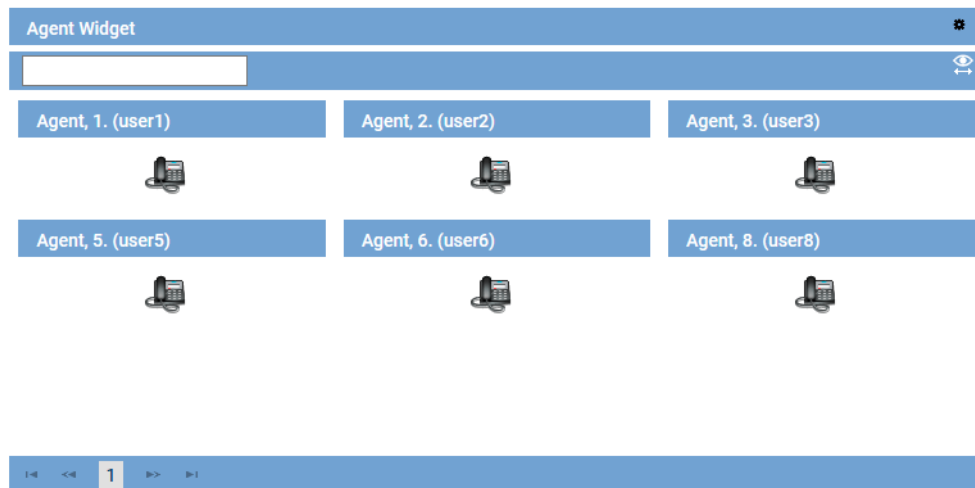 Agent Widget
Agent, 1. (user1)
Agent, 2. (user2)
Agent, 3. (user3)
Agent, 5. (user5)
Agent, 6. (user6)
Agent, 8. (user8)
1